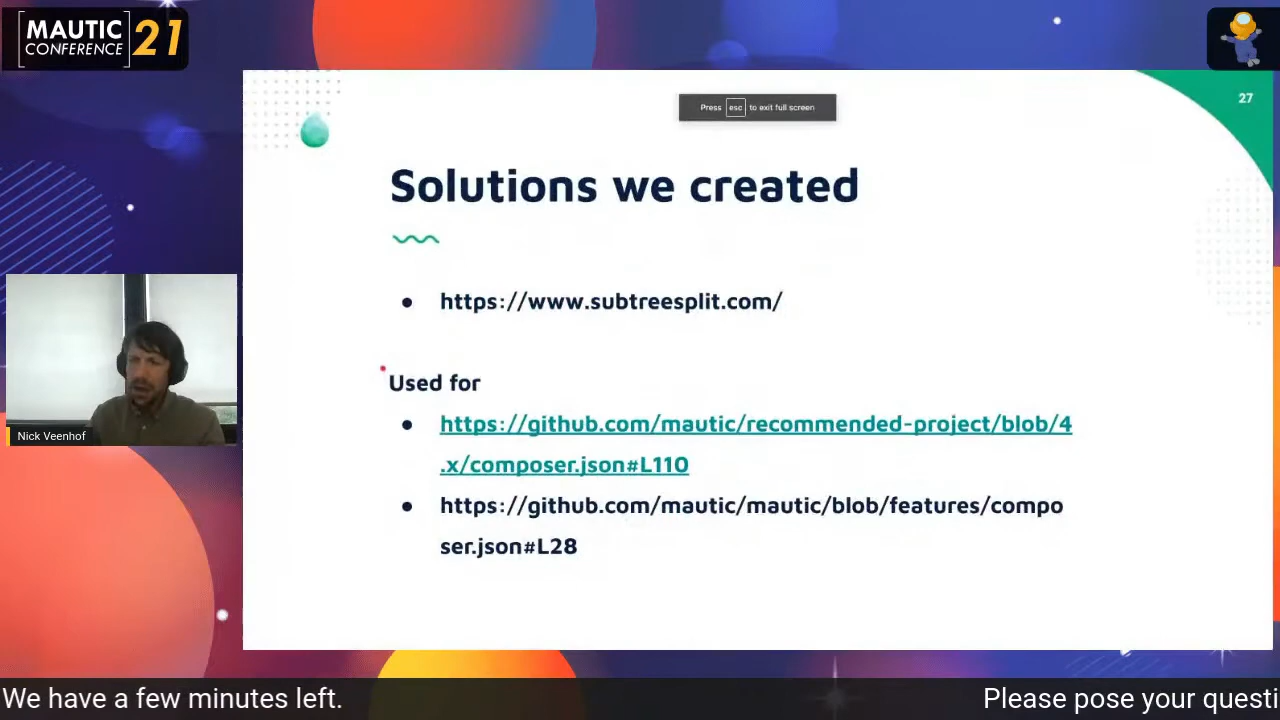 MAUTIC
CONFERENCE 21
27
Press esc to exit full screen
Solutions we created
• https://www.subtreesplit.com/
Used for
• https://github.com/mautic/recommended-project/blob/4
.x/composer.json#L110
• https://github.com/mautic/mautic/blob/features/compo
ser.json#L28
Nick Veenhof
We have a few minutes left.
Please pose your questi